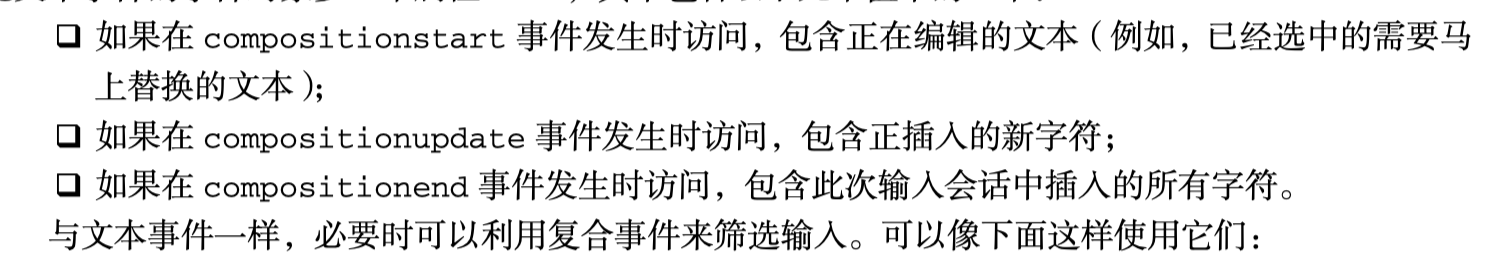 ❑ 如果在 compositionstart 事件发生时访问，包含正在编辑的文本（例如，已经选中的需要马
上替换的文本）；
❑ 如果在 compositionupdate 事件发生时访问，包含正插入的新字符；
❑ 如果在 compositionend 事件发生时访问，包含此次输入会话中插入的所有字符。
与文本事件一样，必要时可以利用复合事件来筛选输入。可以像下面这样使用它们：